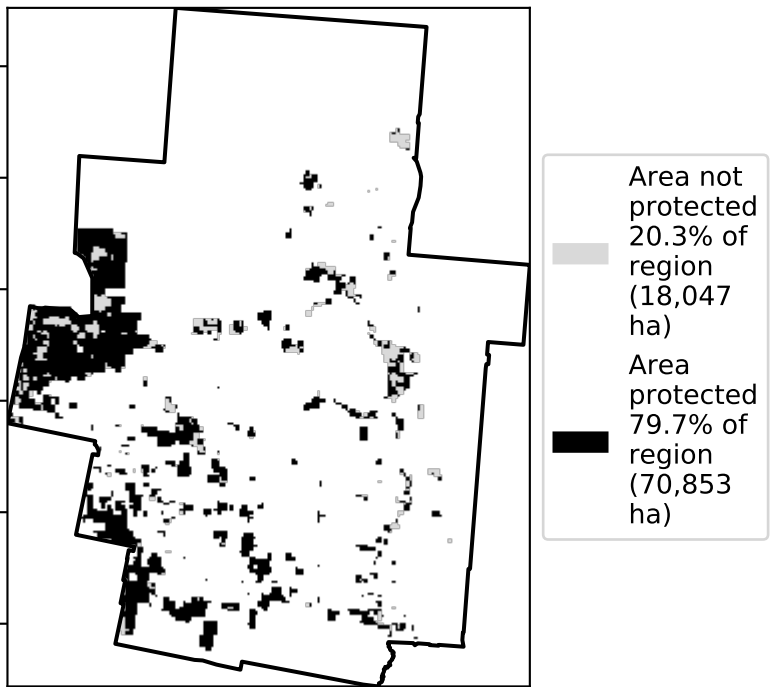 Area not
protected
20.3% of
region
(18,047
ha)
Area
protected
79.7% of
region
(70,853
ha)